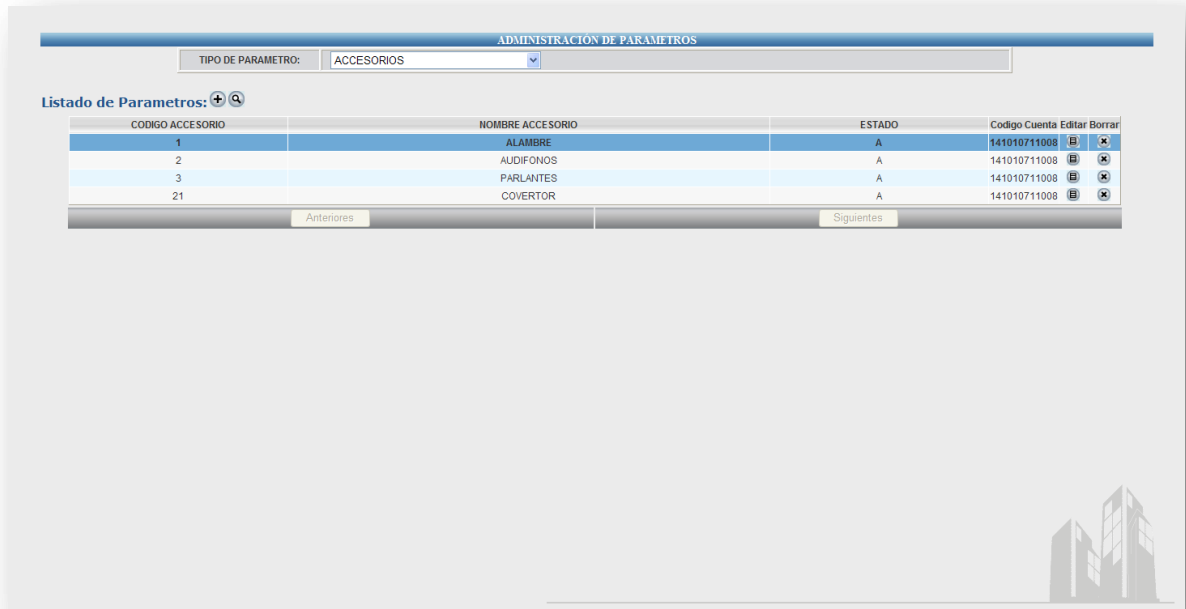 ADMINISTRACIÓN DE PARAMETROS
TIPO DE PARAMETRO: ACCESORIOS
Listado de Parametros:
CODIGO ACCESORIO NOMBRE ACCESORIO ESTADO Codigo Cuenta Editar Borrar
1 ALAMBRE A 141010711008
2 AUDIFONOS A 141010711008
3 PARLANTES A 141010711008
21 COVERTOR A 141010711008
Anteriores Siguientes